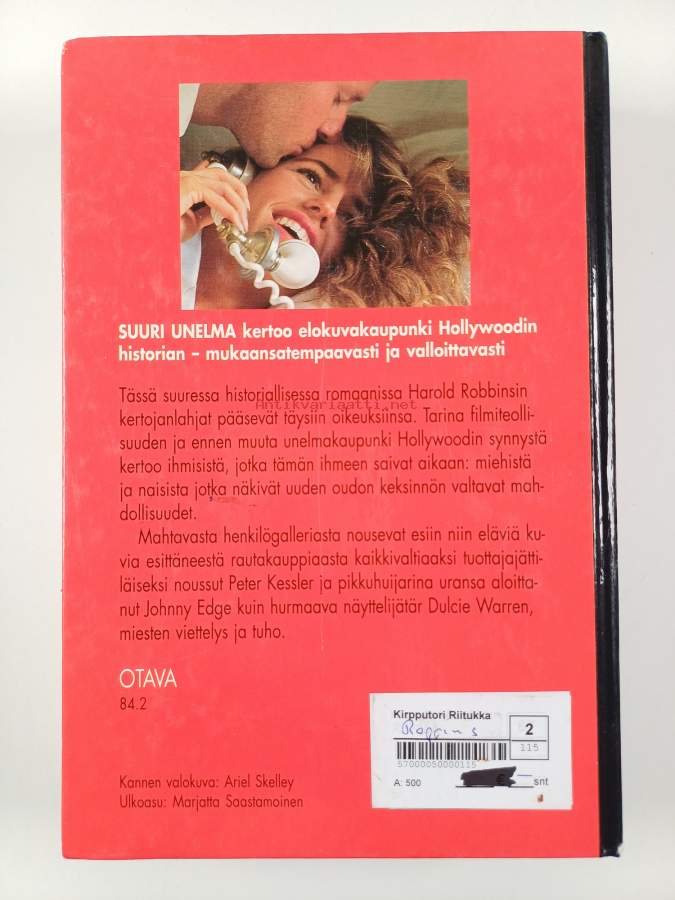 SUURI UNELMA kertoo elokuvakaupunki Hollywoodin
historian – mukaansatempaavasti ja valloittavasti
Tässä suuressa historiallisessa romaanissa Harold Robbinsin
Antikvariaatti.net
kertojanlahjat pääsevät täysiin oikeuksiinsa. Tarina filmiteolli-
suuden ja ennen muuta unelmakaupunki Hollywoodin synnystä
kertoo ihmisistä, jotka tämän ihmeen saivat aikaan: miehistä
ja naisista jotka näkivät uuden oudon keksinnön valtavat mah-
dollisuudet.
Mahtavasta henkilögalleriasta nousevat esiin niin eläviä ku-
via esittäneestä rautakauppiaasta kaikkivaltiaaksi tuottajajätti-
läiseksi noussut Peter Kessler ja pikkuhuijarina uransa aloitta-
nut Johnny Edge kuin hurmaava näyttelijätär Dulcie Warren,
miesten viettelys ja tuho.
OTAVA
84.2
Kirpputori Riitukka
2
115
57000050000115
A: 500
snt
Kannen valokuva: Ariel Skelley
Ulkoasu: Marjatta Saastamoinen